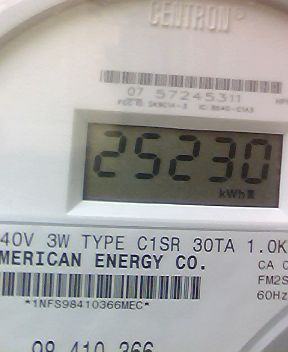 CENTRON®
07 57245311
25230
kWh
40V 3W TYPE C1SR 30TA 1.0K
MERICAN ENERGY CO.
CA 0
FM2S
60Hz
*1NFS98410366MEC*
98 410 366